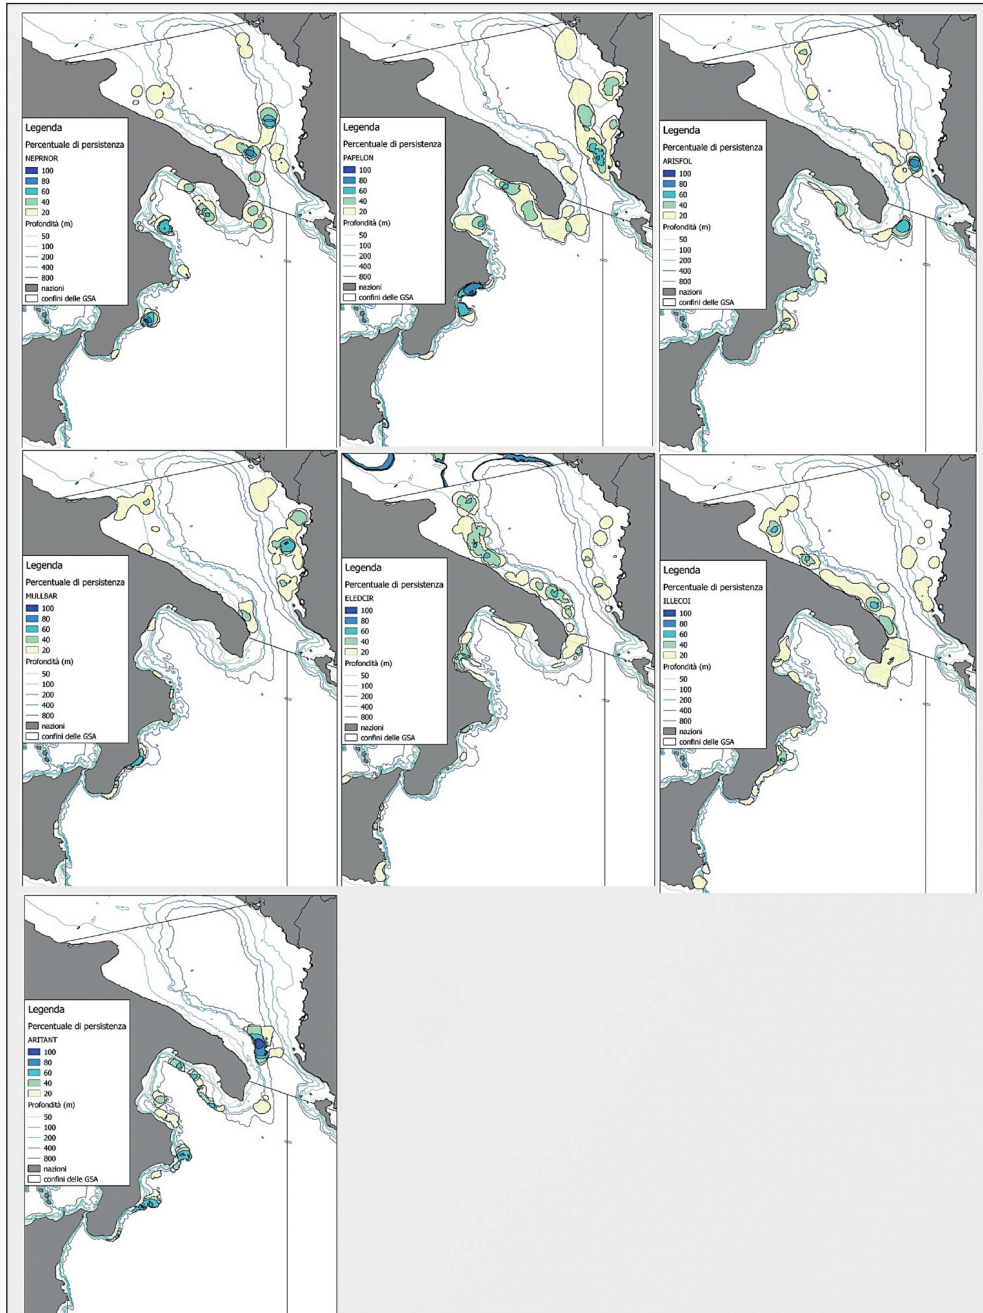 Legenda
Percentuale di persistenza
NEPRNOR
100
80
60
40
20
Profondità (m)
50
100
200
400
800
nazioni
confini delle GSA
Legenda
Percentuale di persistenza
PAPELON
100
80
60
40
20
Profondità (m)
50
100
200
400
800
nazioni
confini delle GSA
Legenda
Percentuale di persistenza
ARISFOL
100
80
60
40
20
Profondità (m)
50
100
200
400
800
nazioni
confini delle GSA
Legenda
Percentuale di persistenza
MULLBAR
100
80
60
40
20
Profondità (m)
50
100
200
400
800
nazioni
confini delle GSA
Legenda
Percentuale di persistenza
ELEDCIR
100
80
60
40
20
Profondità (m)
50
100
200
400
800
nazioni
confini delle GSA
Legenda
Percentuale di persistenza
ILLECOI
100
80
60
40
20
Profondità (m)
50
100
200
400
800
nazioni
confini delle GSA
Legenda
Percentuale di persistenza
ARITANT
100
80
60
40
20
Profondità (m)
50
100
200
400
800
nazioni
confini delle GSA